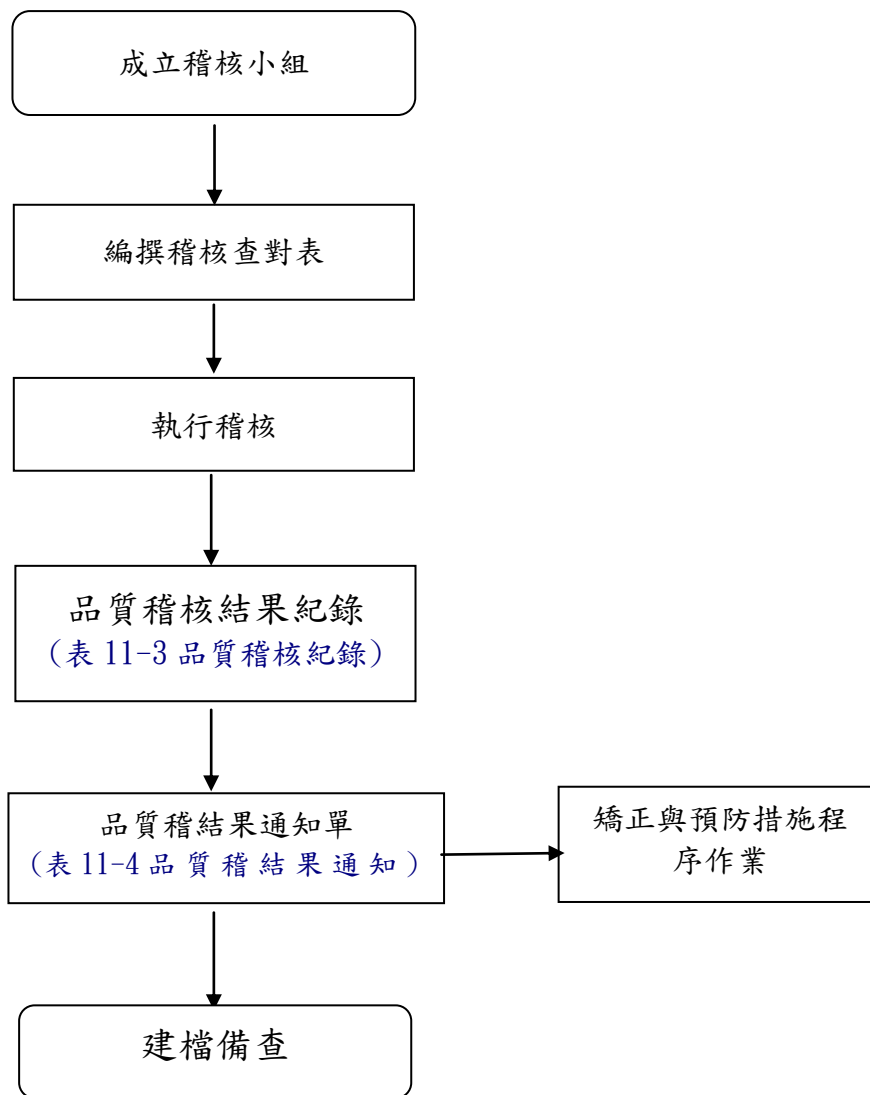 成立稽核小組
編撰稽核查對表
執行稽核
品質稽核結果紀錄
(表 11-3 品質稽核紀錄)
品質稽結果通知單
(表 11-4 品質稽結果通知)
矯正與預防措施程
序作業
建檔備查